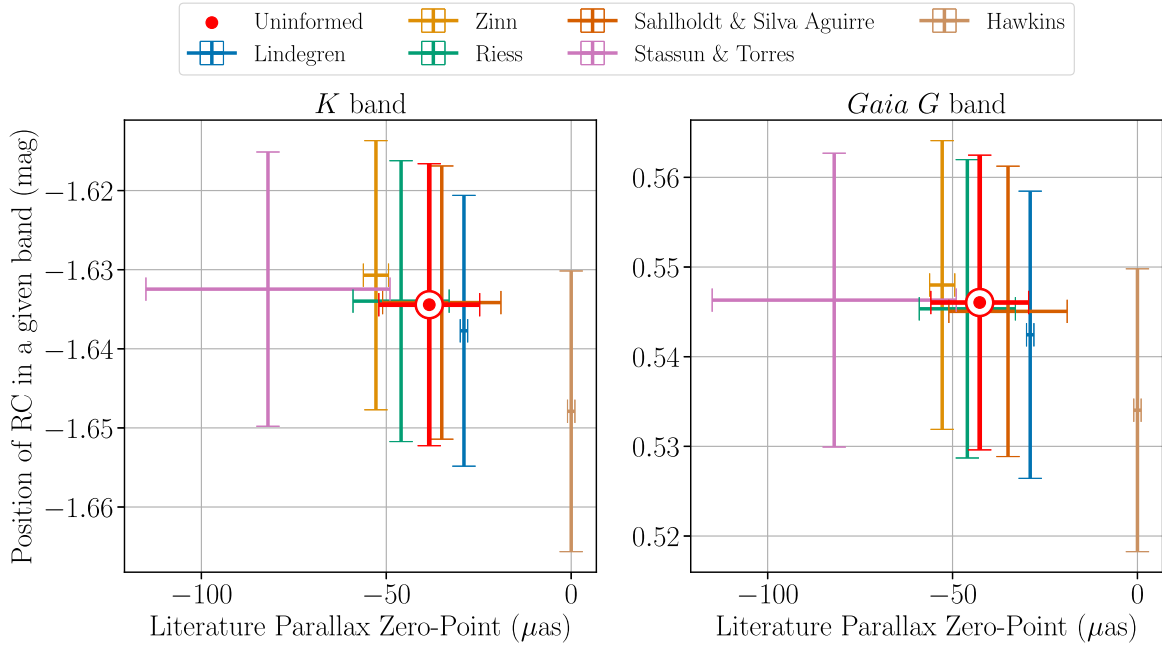 Uninformed Zinn Sahlholdt & Silva Aguirre Hawkins
Lindegren Riess Stassun & Torres
K band
Gaia G band
Position of RC in a given band (mag)
−1.62
−1.63
−1.64
−1.65
−1.66
−100 −50 0
Literature Parallax Zero-Point (μas)
0.56
0.55
0.54
0.53
0.52
−100 −50 0
Literature Parallax Zero-Point (μas)